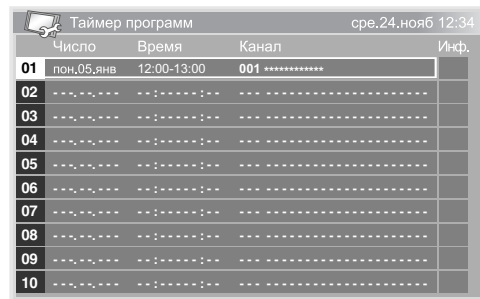 Таймер программ сре.24.нояб 12:34
Число Время Канал Инф.
01 пон.05.янв 12:00-13:00 001 ************
02 ---.--.--- --:-----:-- --- -----------------------
03 ---.--.--- --:-----:-- --- -----------------------
04 ---.--.--- --:-----:-- --- -----------------------
05 ---.--.--- --:-----:-- --- -----------------------
06 ---.--.--- --:-----:-- --- -----------------------
07 ---.--.--- --:-----:-- --- -----------------------
08 ---.--.--- --:-----:-- --- -----------------------
09 ---.--.--- --:-----:-- --- -----------------------
10 ---.--.--- --:-----:-- --- -----------------------